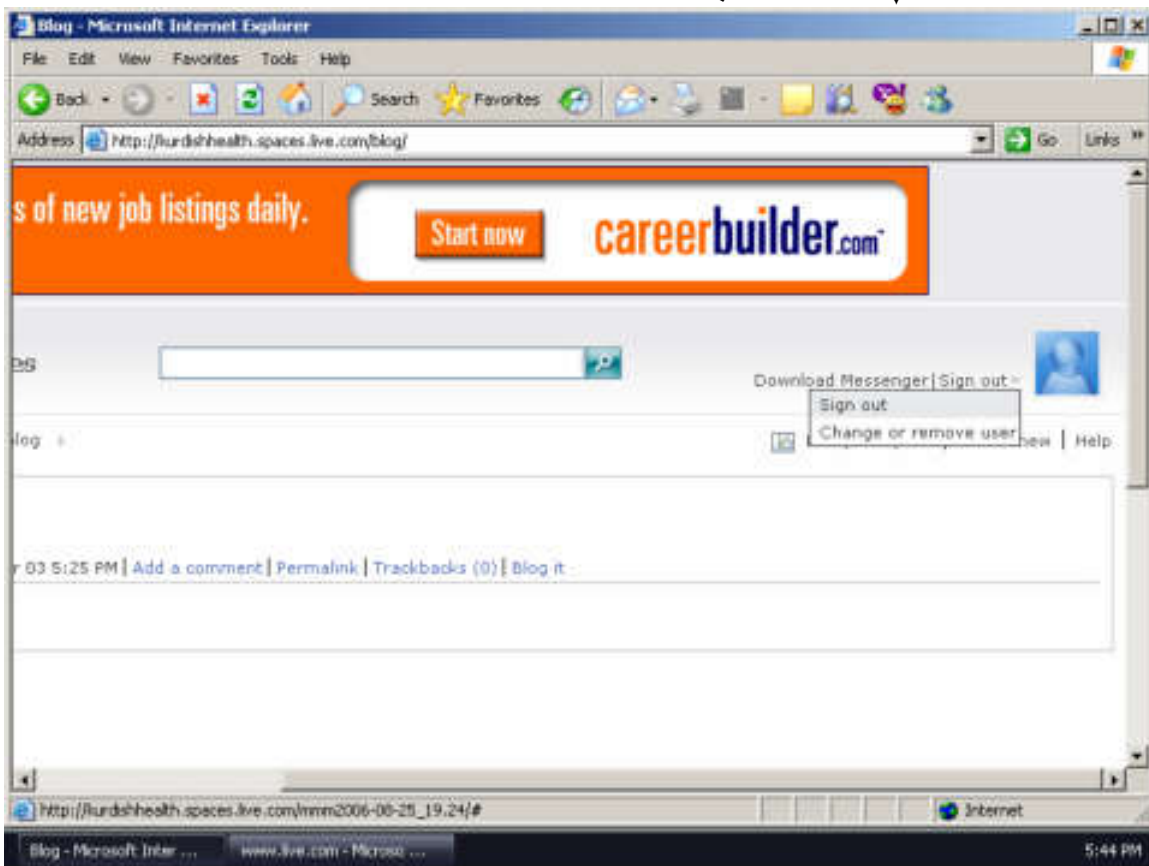 Blog - Microsoft Internet Explorer
File Edit View Favorites Tools Help
Back Search Favorites
Address http://kurdishhealth.spaces.live.com/blog/ Go Links »
s of new job listings daily. Start now careerbuilder.com
es
Download Messenger | Sign out
Sign out
Change or remove user
log new | Help
r 03 5:25 PM | Add a comment | Permalink | Trackbacks (0) | Blog it
http://kurdishhealth.spaces.live.com/mmm2006-08-25_19.24/# Internet
Blog - Microsoft Inter ... www.live.com - Microso ... 5:44 PM